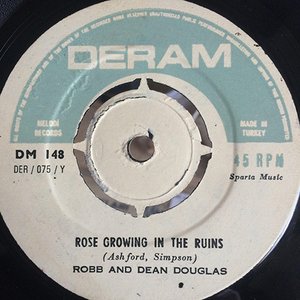 DERAM
MELODI
RECORDS
MADE IN
TURKEY
DM 148
45 RPM
DER / 075 / Y
Sparta Music
ROSE GROWING IN THE RUINS
(Ashford, Simpson)
ROBB AND DEAN DOUGLAS